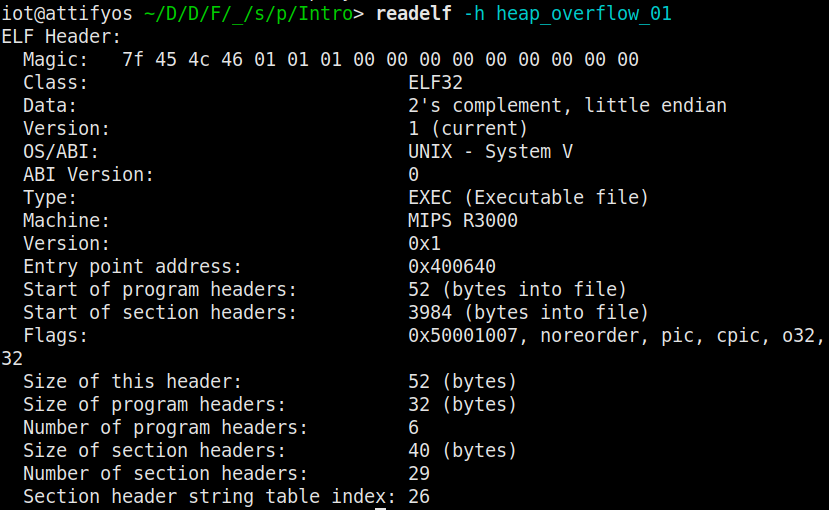 iot@attifyos ~/D/D/F/_/s/p/Intro> readelf -h heap_overflow_01
ELF Header:
  Magic:   7f 45 4c 46 01 01 01 00 00 00 00 00 00 00 00 00
  Class:                             ELF32
  Data:                              2's complement, little endian
  Version:                           1 (current)
  OS/ABI:                            UNIX - System V
  ABI Version:                       0
  Type:                              EXEC (Executable file)
  Machine:                           MIPS R3000
  Version:                           0x1
  Entry point address:               0x400640
  Start of program headers:          52 (bytes into file)
  Start of section headers:          3984 (bytes into file)
  Flags:                             0x50001007, noreorder, pic, cpic, o32,
32
  Size of this header:               52 (bytes)
  Size of program headers:           32 (bytes)
  Number of program headers:         6
  Size of section headers:           40 (bytes)
  Number of section headers:         29
  Section header string table index: 26